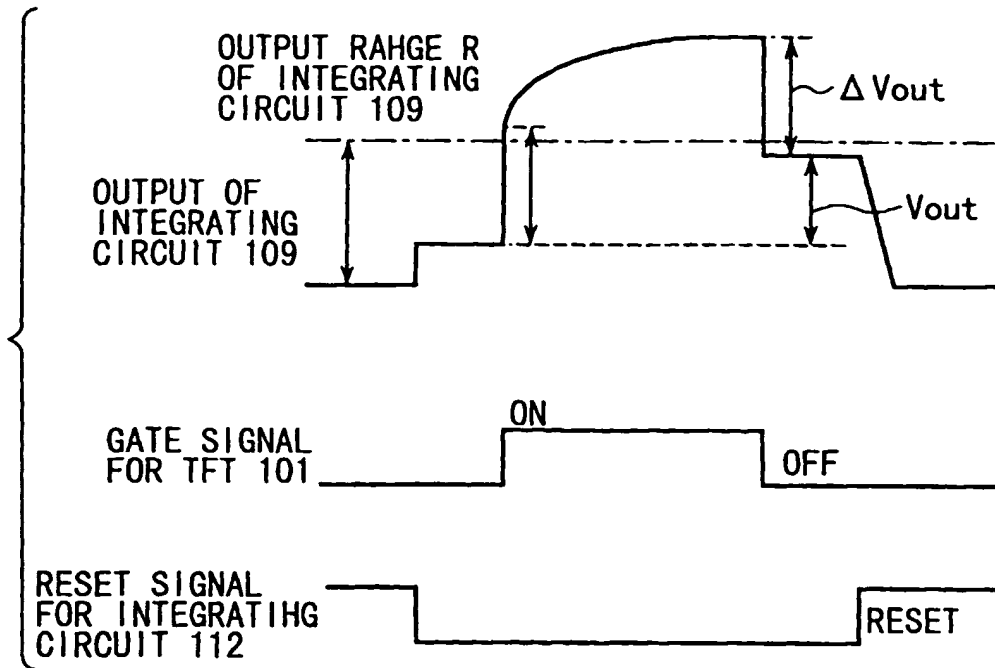 OUTPUT RAHGE R
OF INTEGRATING
CIRCUIT 109
Δ Vout
OUTPUT OF
INTEGRATING
CIRCUIT 109
Vout
ON
GATE SIGNAL
FOR TFT 101
OFF
RESET SIGNAL
FOR INTEGRATIHG
CIRCUIT 112
RESET